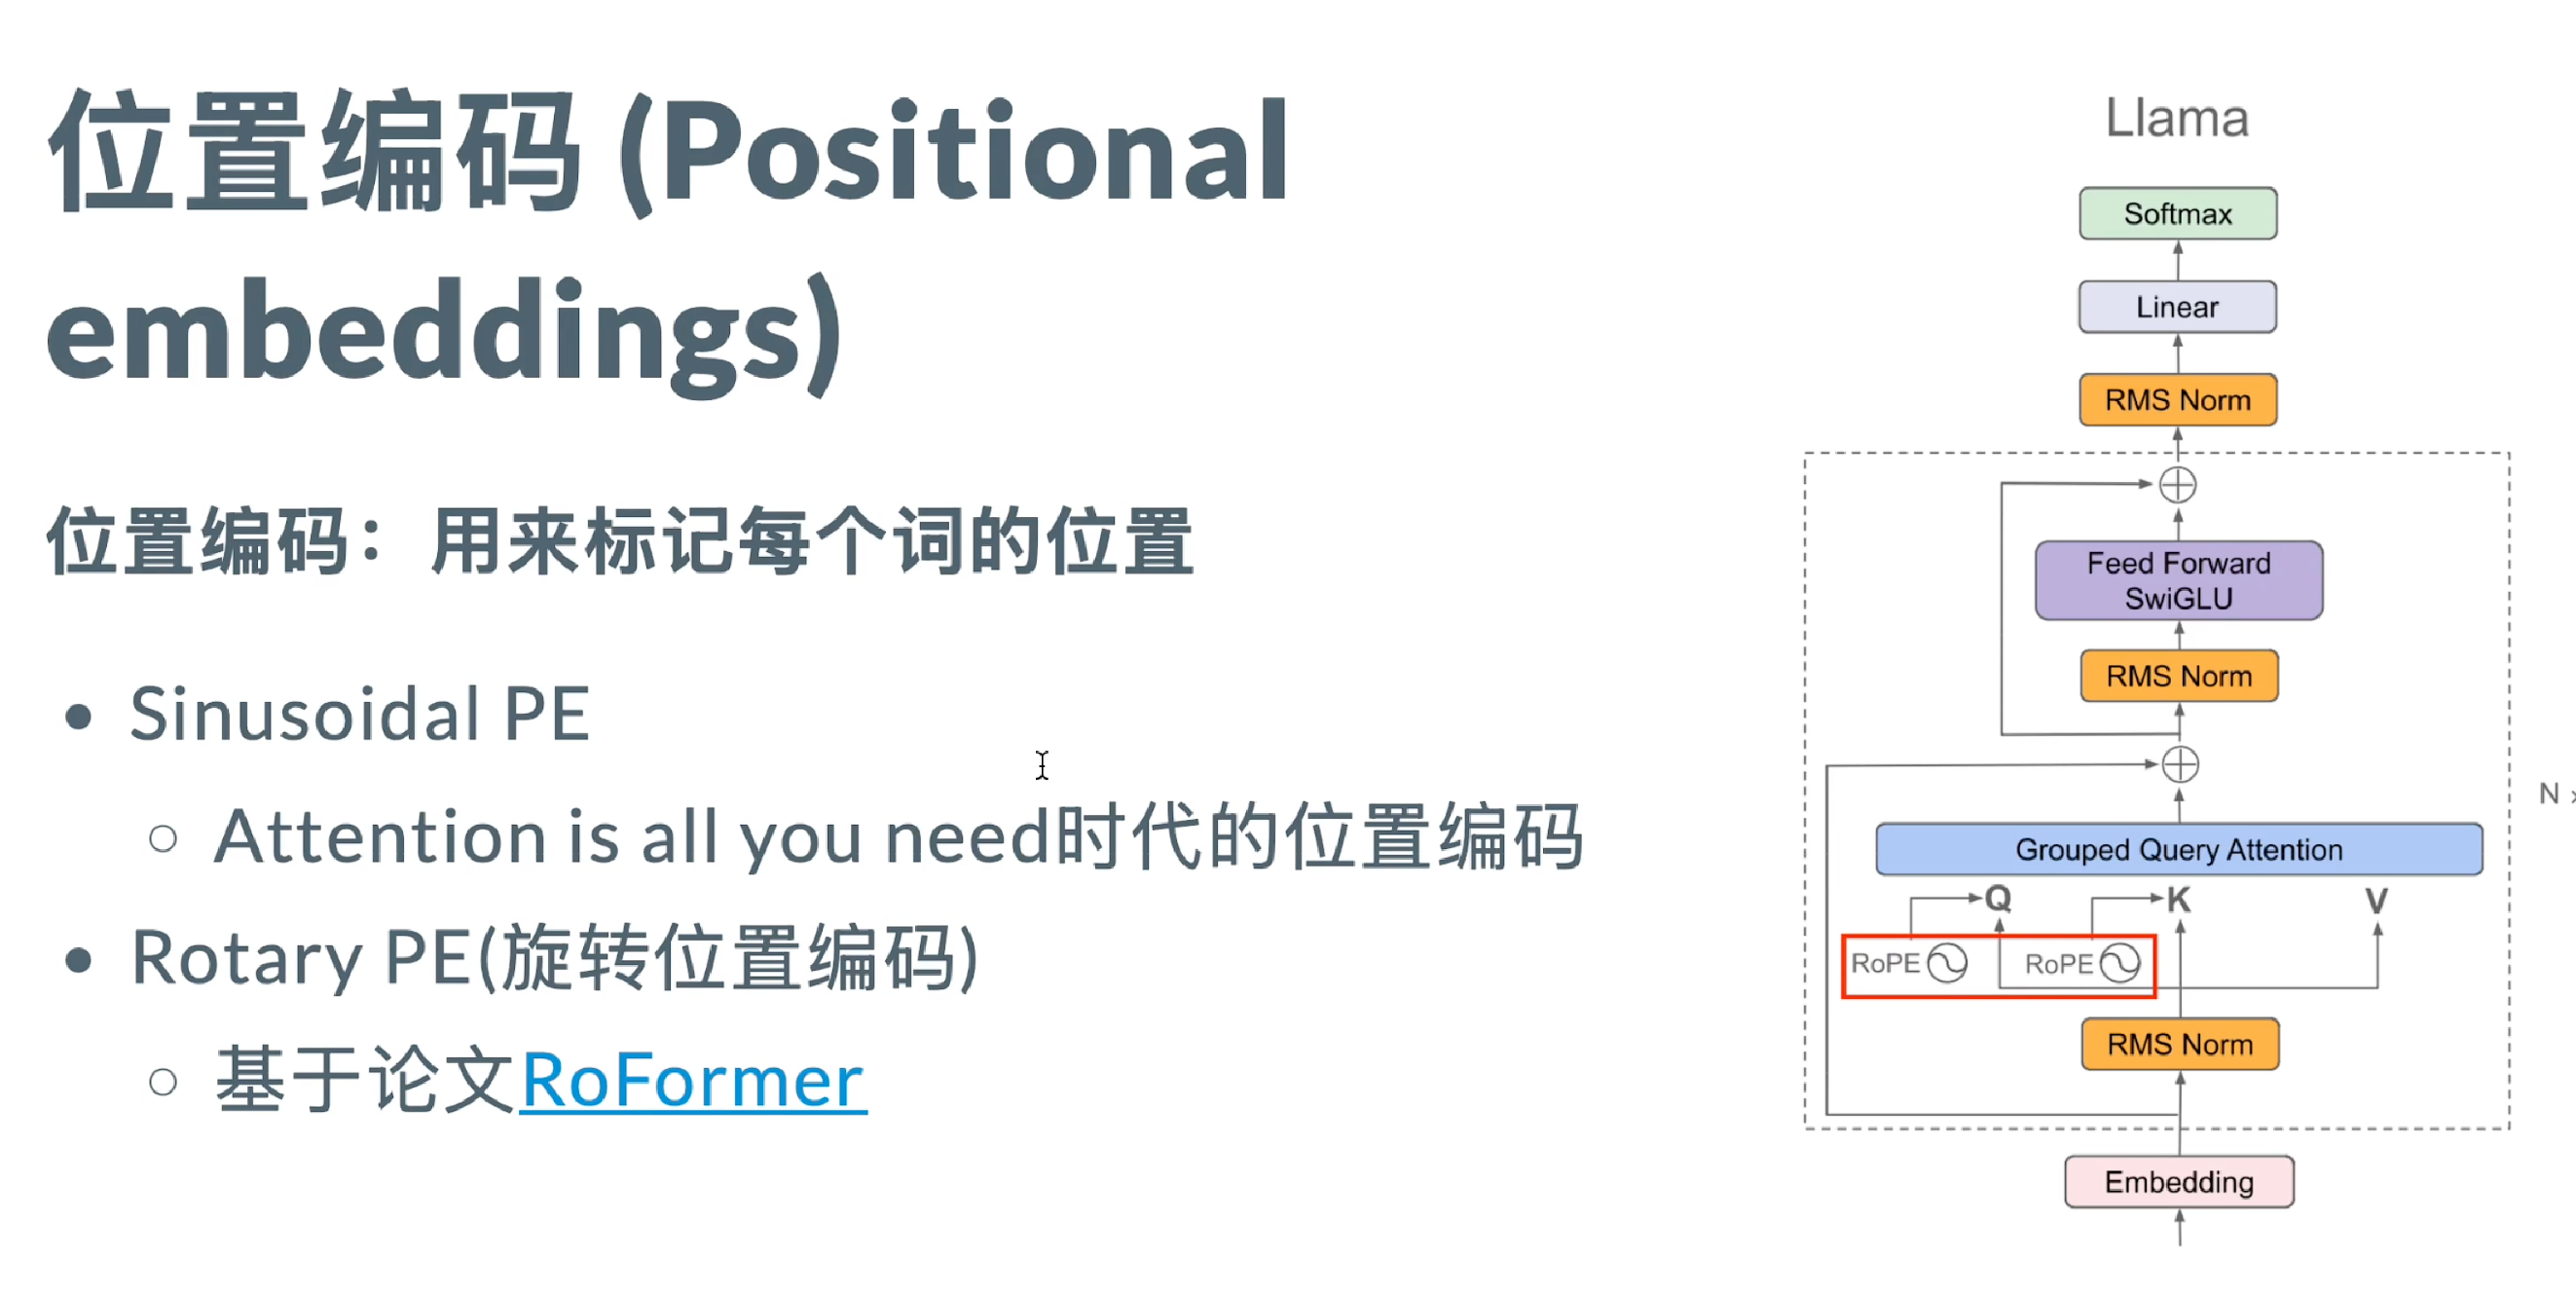 位置编码 (Positional
embeddings)
位置编码：用来标记每个词的位置
• Sinusoidal PE
○ Attention is all you need时代的位置编码
• Rotary PE(旋转位置编码)
○ 基于论文RoFormer
Llama
Softmax
Linear
RMS Norm
Feed Forward
SwiGLU
RMS Norm
N
Grouped Query Attention
Q K V
RoPE RoPE
RMS Norm
Embedding